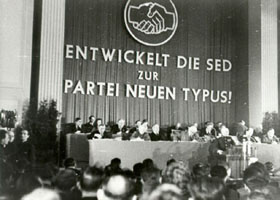 ENTWICKELT DIE SED
ZUR
PARTEI NEUEN TYPUS!